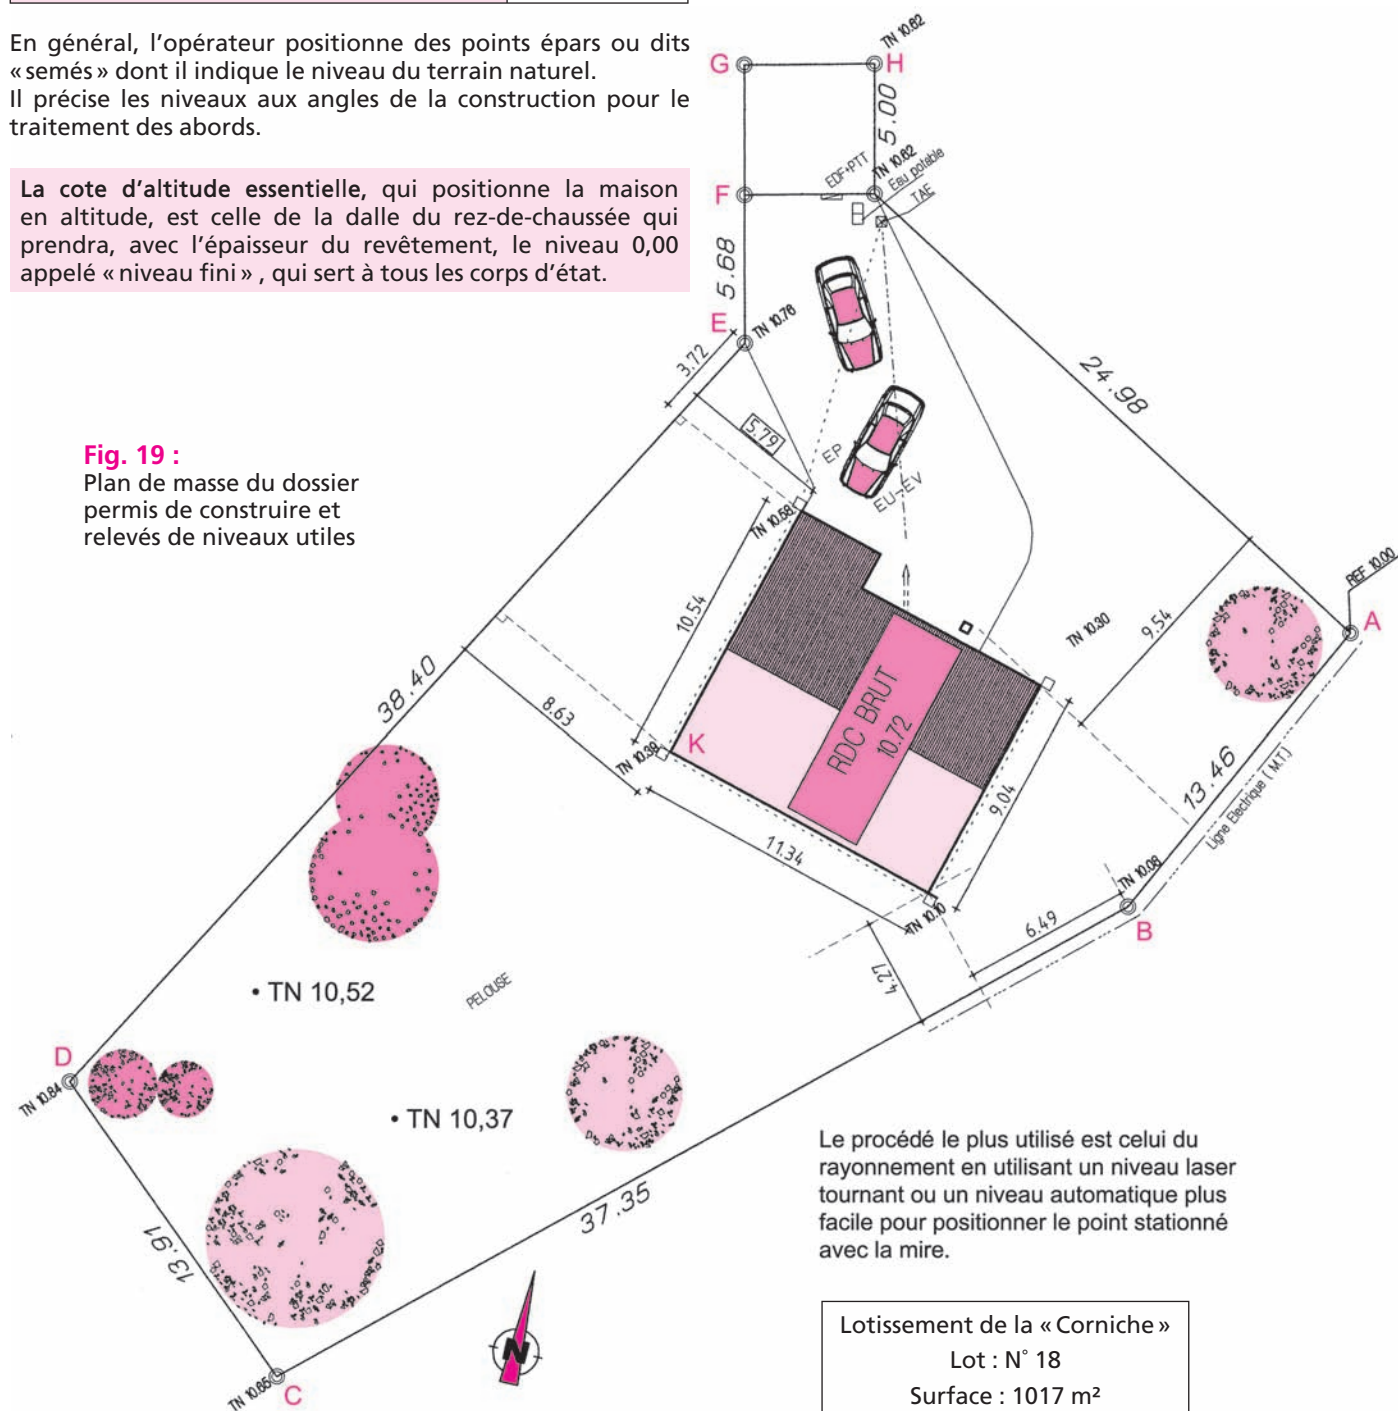 En général, l’opérateur positionne des points épars ou dits
« semés » dont il indique le niveau du terrain naturel.
Il précise les niveaux aux angles de la construction pour le
traitement des abords.
La cote d’altitude essentielle, qui positionne la maison
en altitude, est celle de la dalle du rez-de-chaussée qui
prendra, avec l’épaisseur du revêtement, le niveau 0,00
appelé « niveau fini » , qui sert à tous les corps d’état.
Fig. 19 :
Plan de masse du dossier
permis de construire et
relevés de niveaux utiles
TN 10.62
G
H
5.00
EDF+PTT
TN 10.62
Eau potable
TAE
F
5.68
E
TN 10.76
3.72
5.79
24.98
EP
EU-EV
TN 10.58
REF 10.00
A
10.54
TN 10.30
9.54
38.40
8.63
RDC BRUT
10.72
K
TN 10.39
13.46
Ligne Electrique ( M.T.)
9.04
11.34
TN 10.08
TN 10.10
6.49
B
4.27
• TN 10,52
PELOUSE
D
TN 10.84
• TN 10,37
37.35
13.91
N
TN 10.65
C
Le procédé le plus utilisé est celui du
rayonnement en utilisant un niveau laser
tournant ou un niveau automatique plus
facile pour positionner le point stationné
avec la mire.
Lotissement de la « Corniche »
Lot : N° 18
Surface : 1017 m²